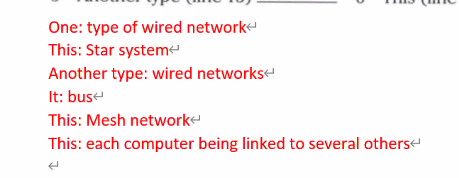 One: type of wired network
This: Star system
Another type: wired networks
It: bus
This: Mesh network
This: each computer being linked to several others